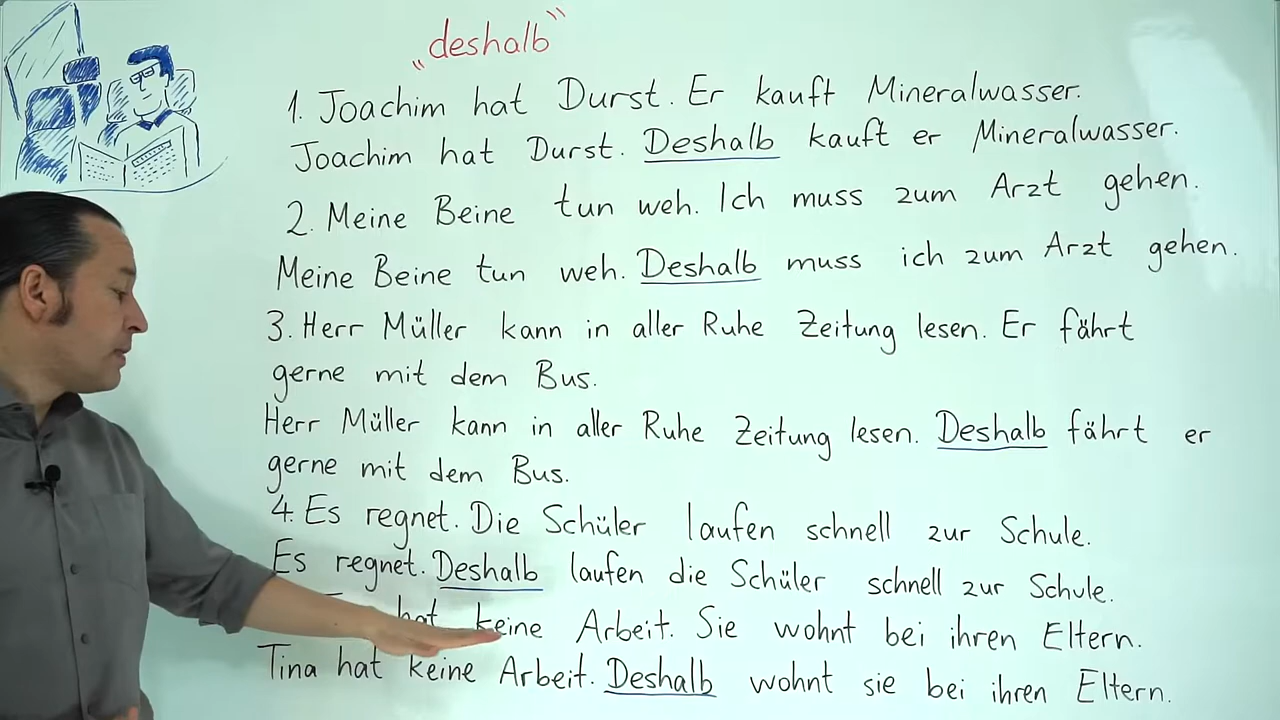 „deshalb"
1. Joachim hat Durst. Er kauft Mineralwasser.
Joachim hat Durst. Deshalb kauft er Mineralwasser.
2. Meine Beine tun weh. Ich muss zum Arzt gehen.
Meine Beine tun weh. Deshalb muss ich zum Arzt gehen.
3. Herr Müller kann in aller Ruhe Zeitung lesen. Er fährt
gerne mit dem Bus.
Herr Müller kann in aller Ruhe Zeitung lesen. Deshalb fährt er
gerne mit dem Bus.
4. Es regnet. Die Schüler laufen schnell zur Schule.
Es regnet. Deshalb laufen die Schüler schnell zur Schule.
hat keine Arbeit. Sie wohnt bei ihren Eltern.
Tina hat keine Arbeit. Deshalb wohnt sie bei ihren Eltern.